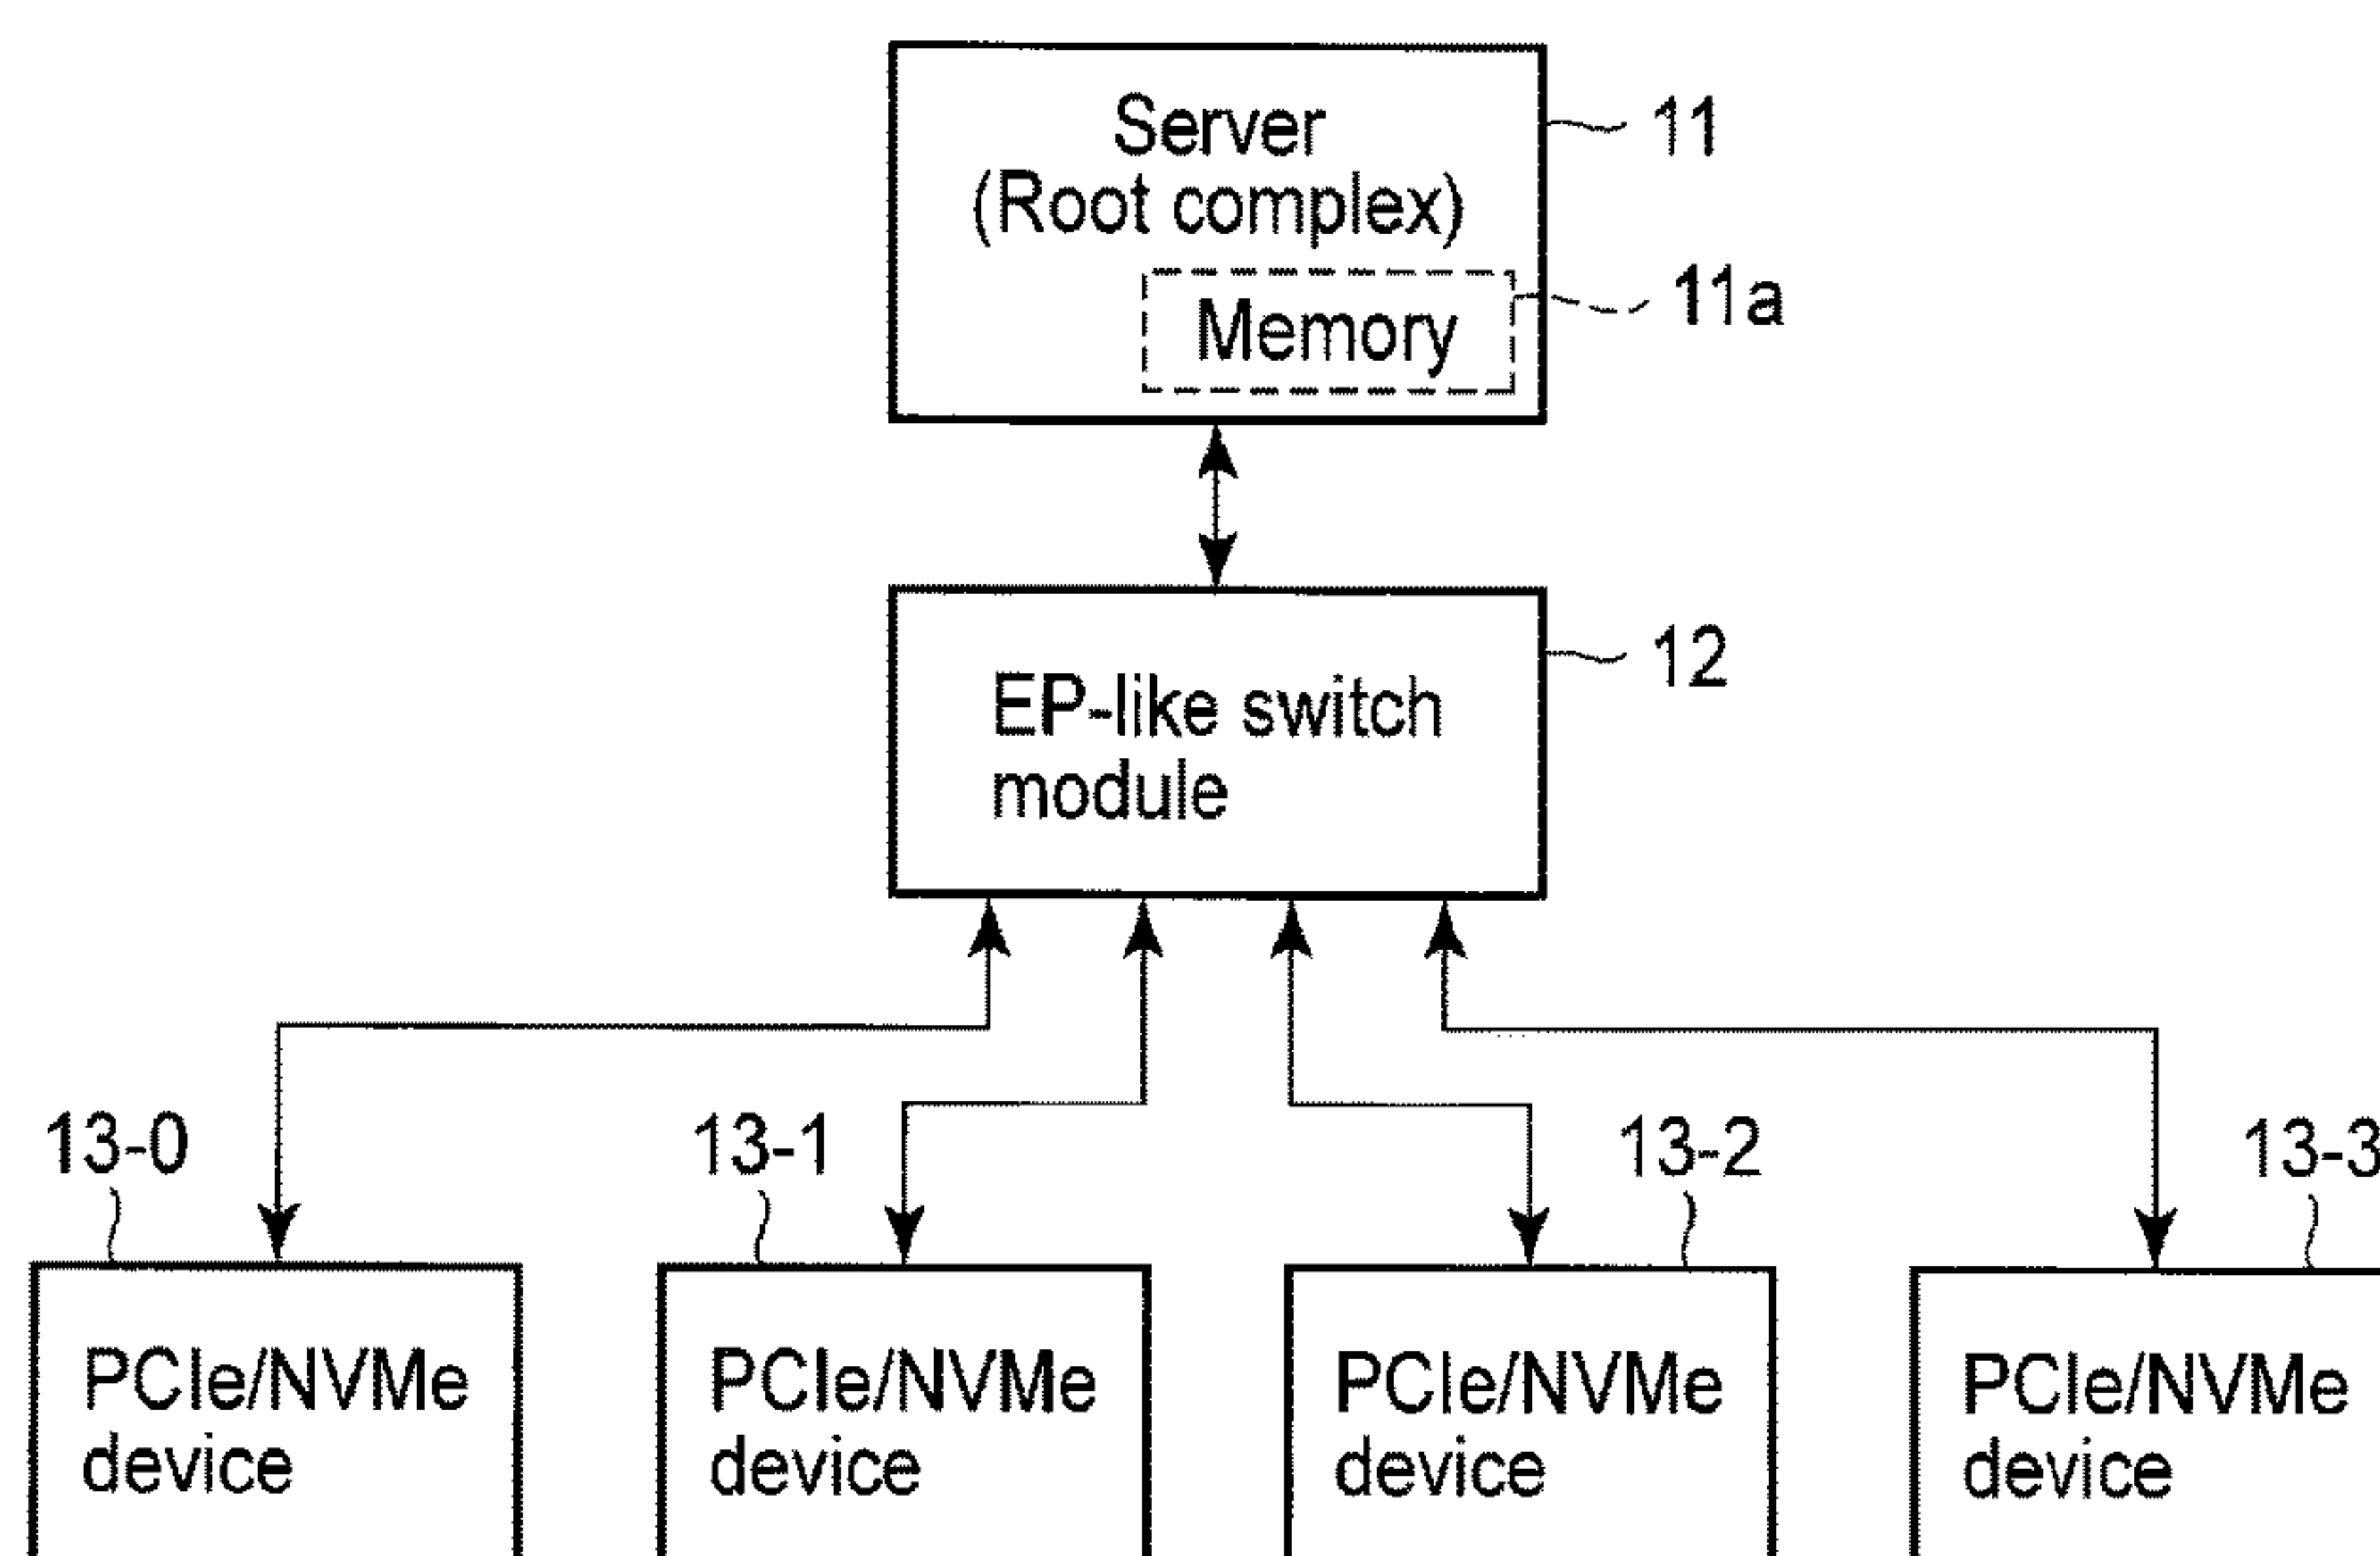 Server
11
(Root complex)
Memory
11a
EP-like switch
module
12
13-0
13-1
13-2
13-3
PCIe/NVMe
device
PCIe/NVMe
device
PCIe/NVMe
device
PCIe/NVMe
device